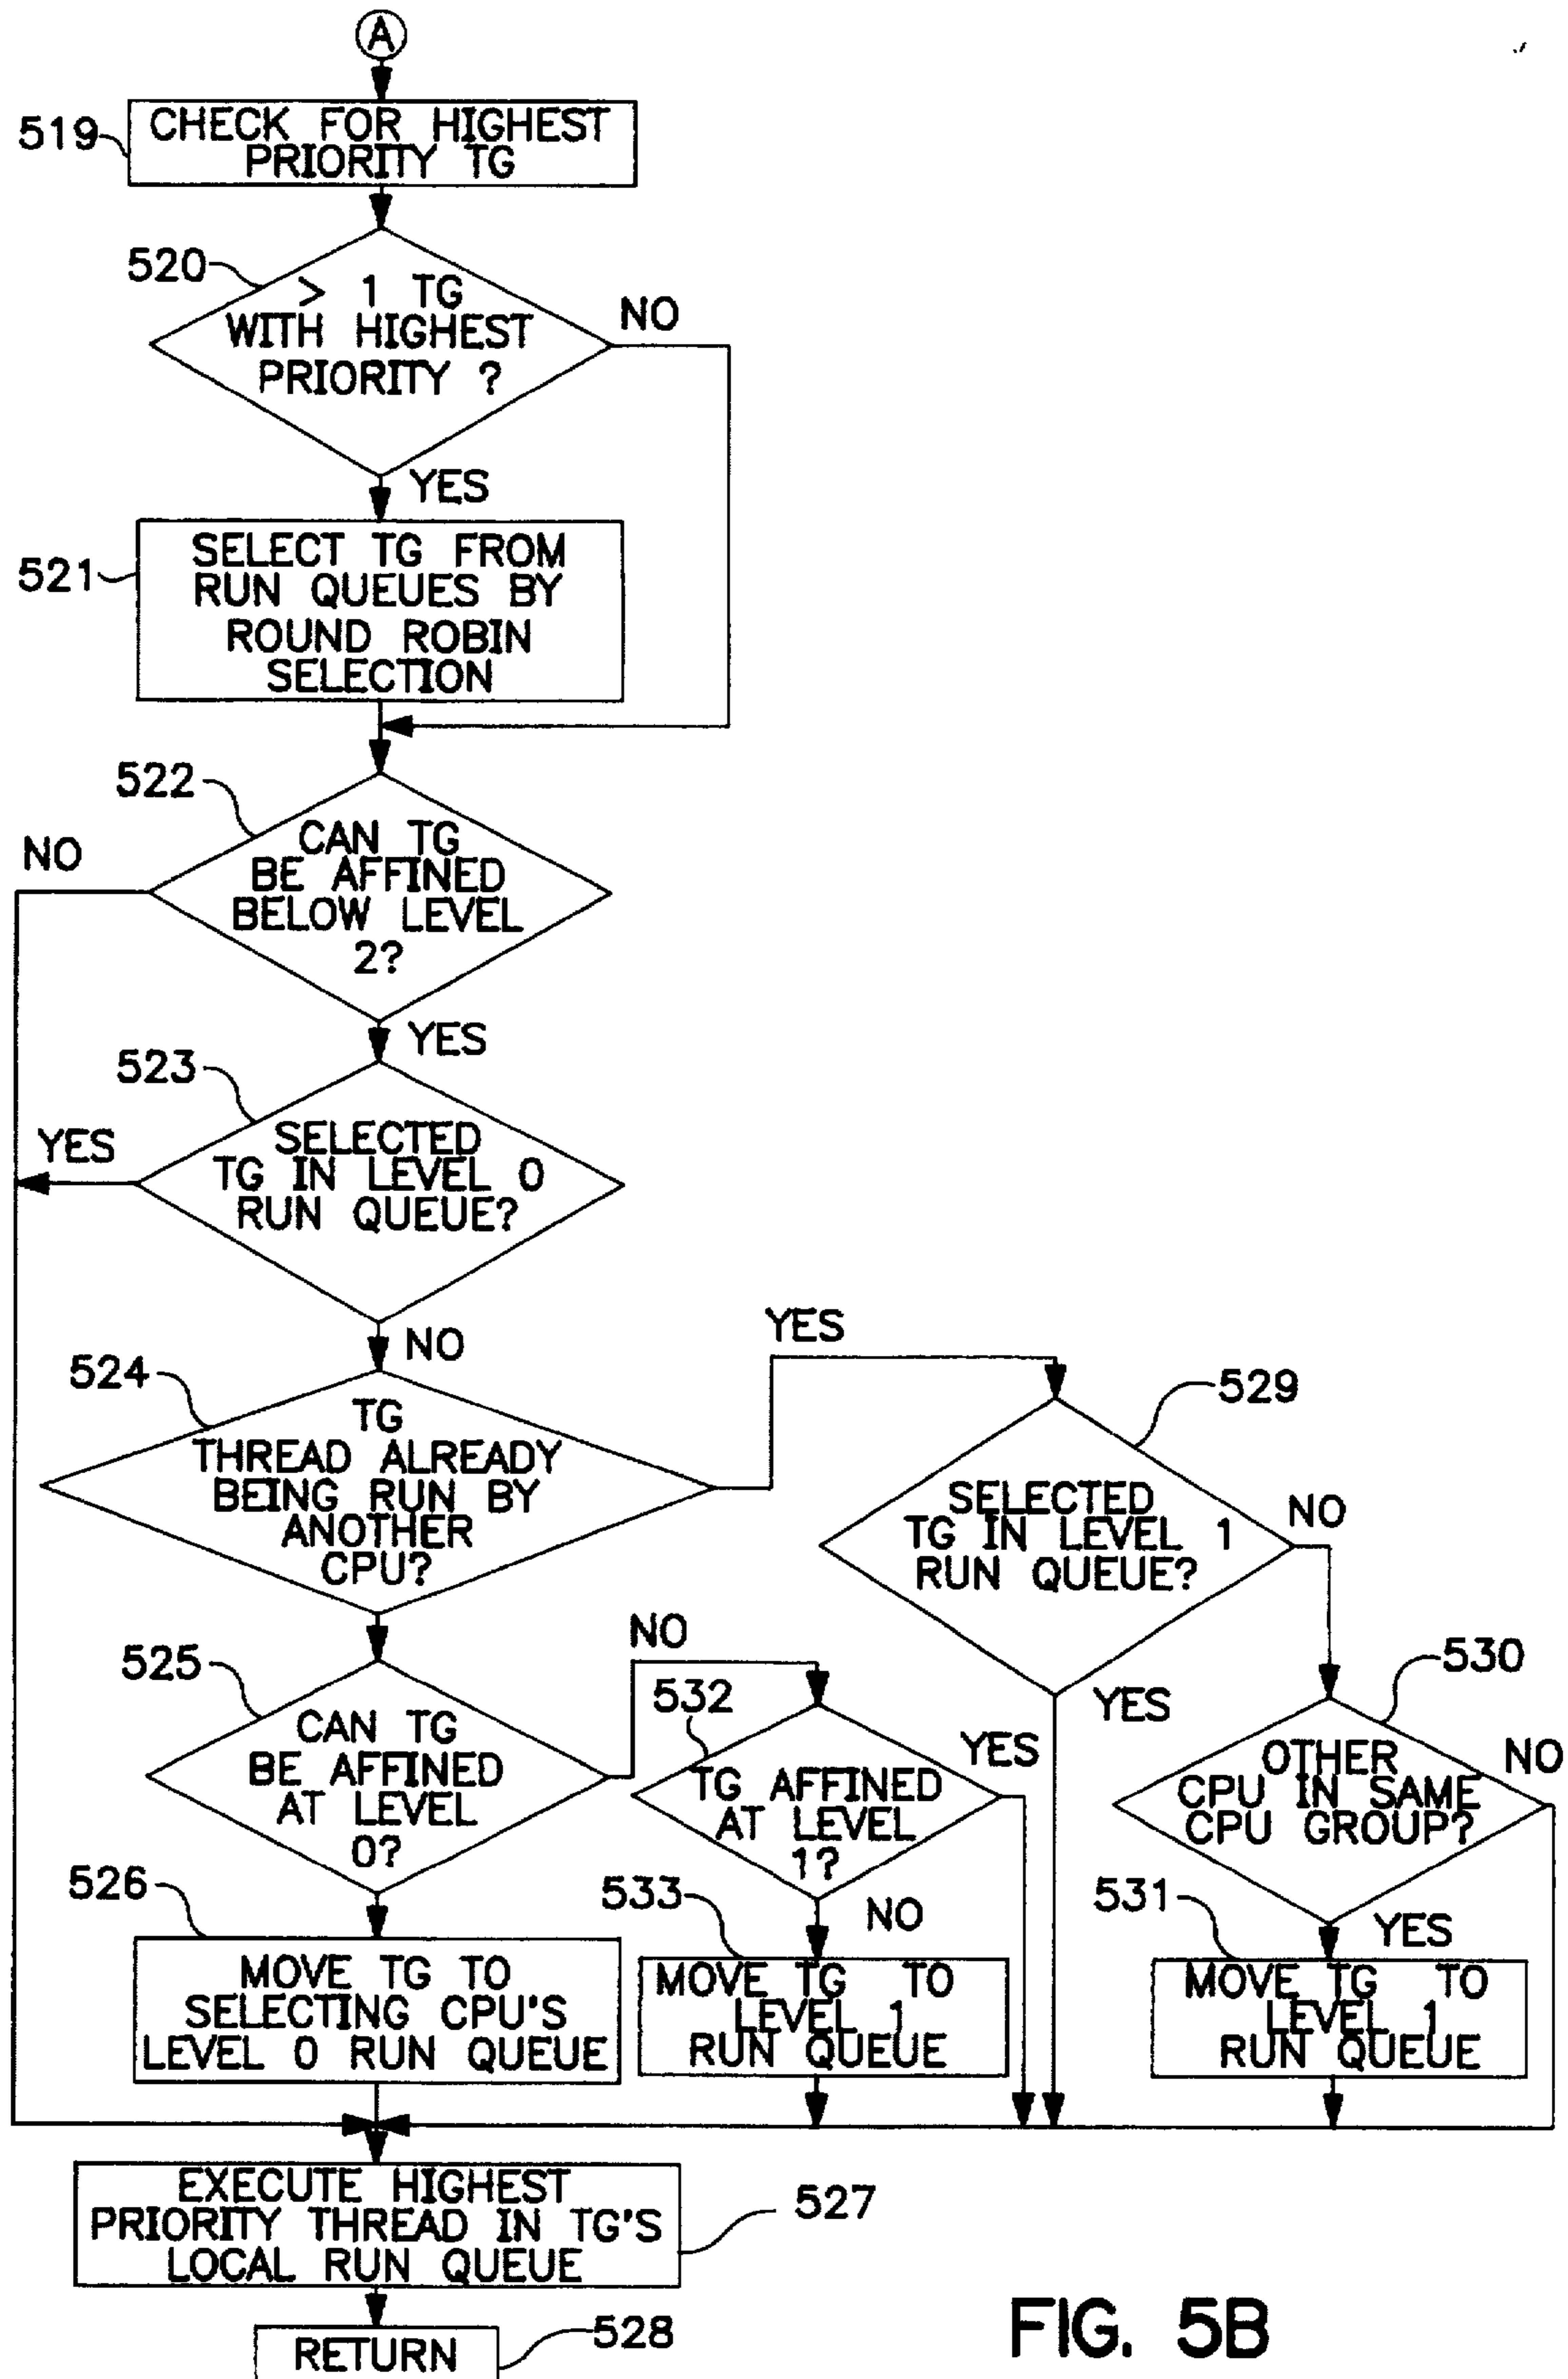 A
519
CHECK FOR HIGHEST
PRIORITY TG
520
> 1 TG
WITH HIGHEST
PRIORITY ?
NO
YES
521
SELECT TG FROM
RUN QUEUES BY
ROUND ROBIN
SELECTION
522
CAN TG
BE AFFINED
BELOW LEVEL
2?
NO
YES
523
SELECTED
TG IN LEVEL 0
RUN QUEUE?
YES
NO
524
TG
THREAD ALREADY
BEING RUN BY
ANOTHER
CPU?
YES
529
SELECTED
TG IN LEVEL 1
RUN QUEUE?
NO
YES
525
CAN TG
BE AFFINED
AT LEVEL
0?
NO
532
TG AFFINED
AT LEVEL
1?
YES
NO
530
OTHER
CPU IN SAME
CPU GROUP?
NO
YES
526
MOVE TG TO
SELECTING CPU'S
LEVEL 0 RUN QUEUE
533
MOVE TG TO
LEVEL 1
RUN QUEUE
531
MOVE TG TO
LEVEL 1
RUN QUEUE
EXECUTE HIGHEST
PRIORITY THREAD IN TG'S
LOCAL RUN QUEUE
527
RETURN
528
FIG. 5B